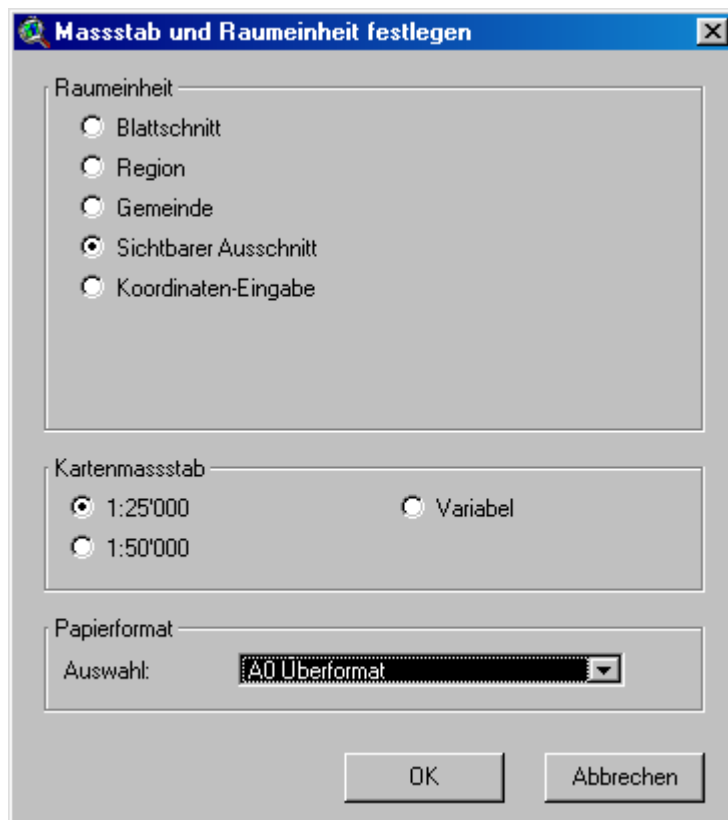 Massstab und Raumeinheit festlegen
Raumeinheit
Blattschnitt
Region
Gemeinde
Sichtbarer Ausschnitt
Koordinaten-Eingabe
Kartenmassstab
1:25'000
Variabel
1:50'000
Papierformat
Auswahl:
A0 Überformat
OK
Abbrechen